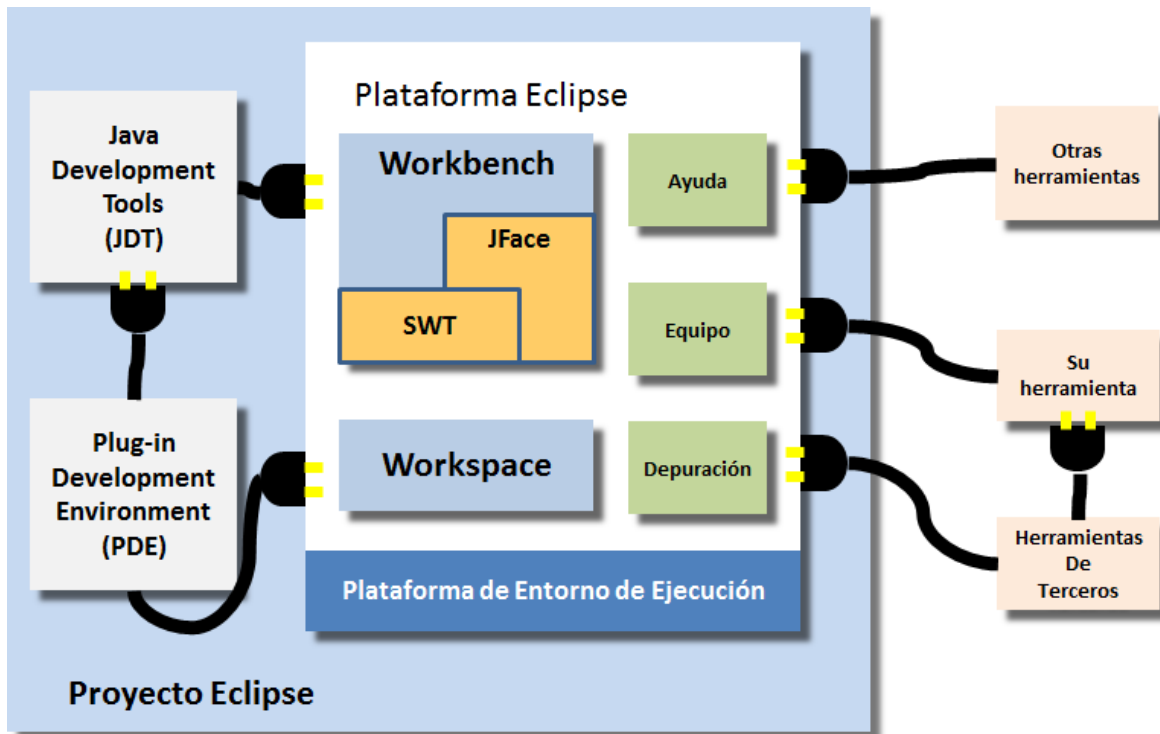 Plataforma Eclipse
Java
Development
Tools
(JDT)
Workbench
JFace
SWT
Ayuda
Otras
herramientas
Equipo
Su
herramienta
Plug-in
Development
Environment
(PDE)
Workspace
Depuración
Herramientas
De
Terceros
Plataforma de Entorno de Ejecución
Proyecto Eclipse